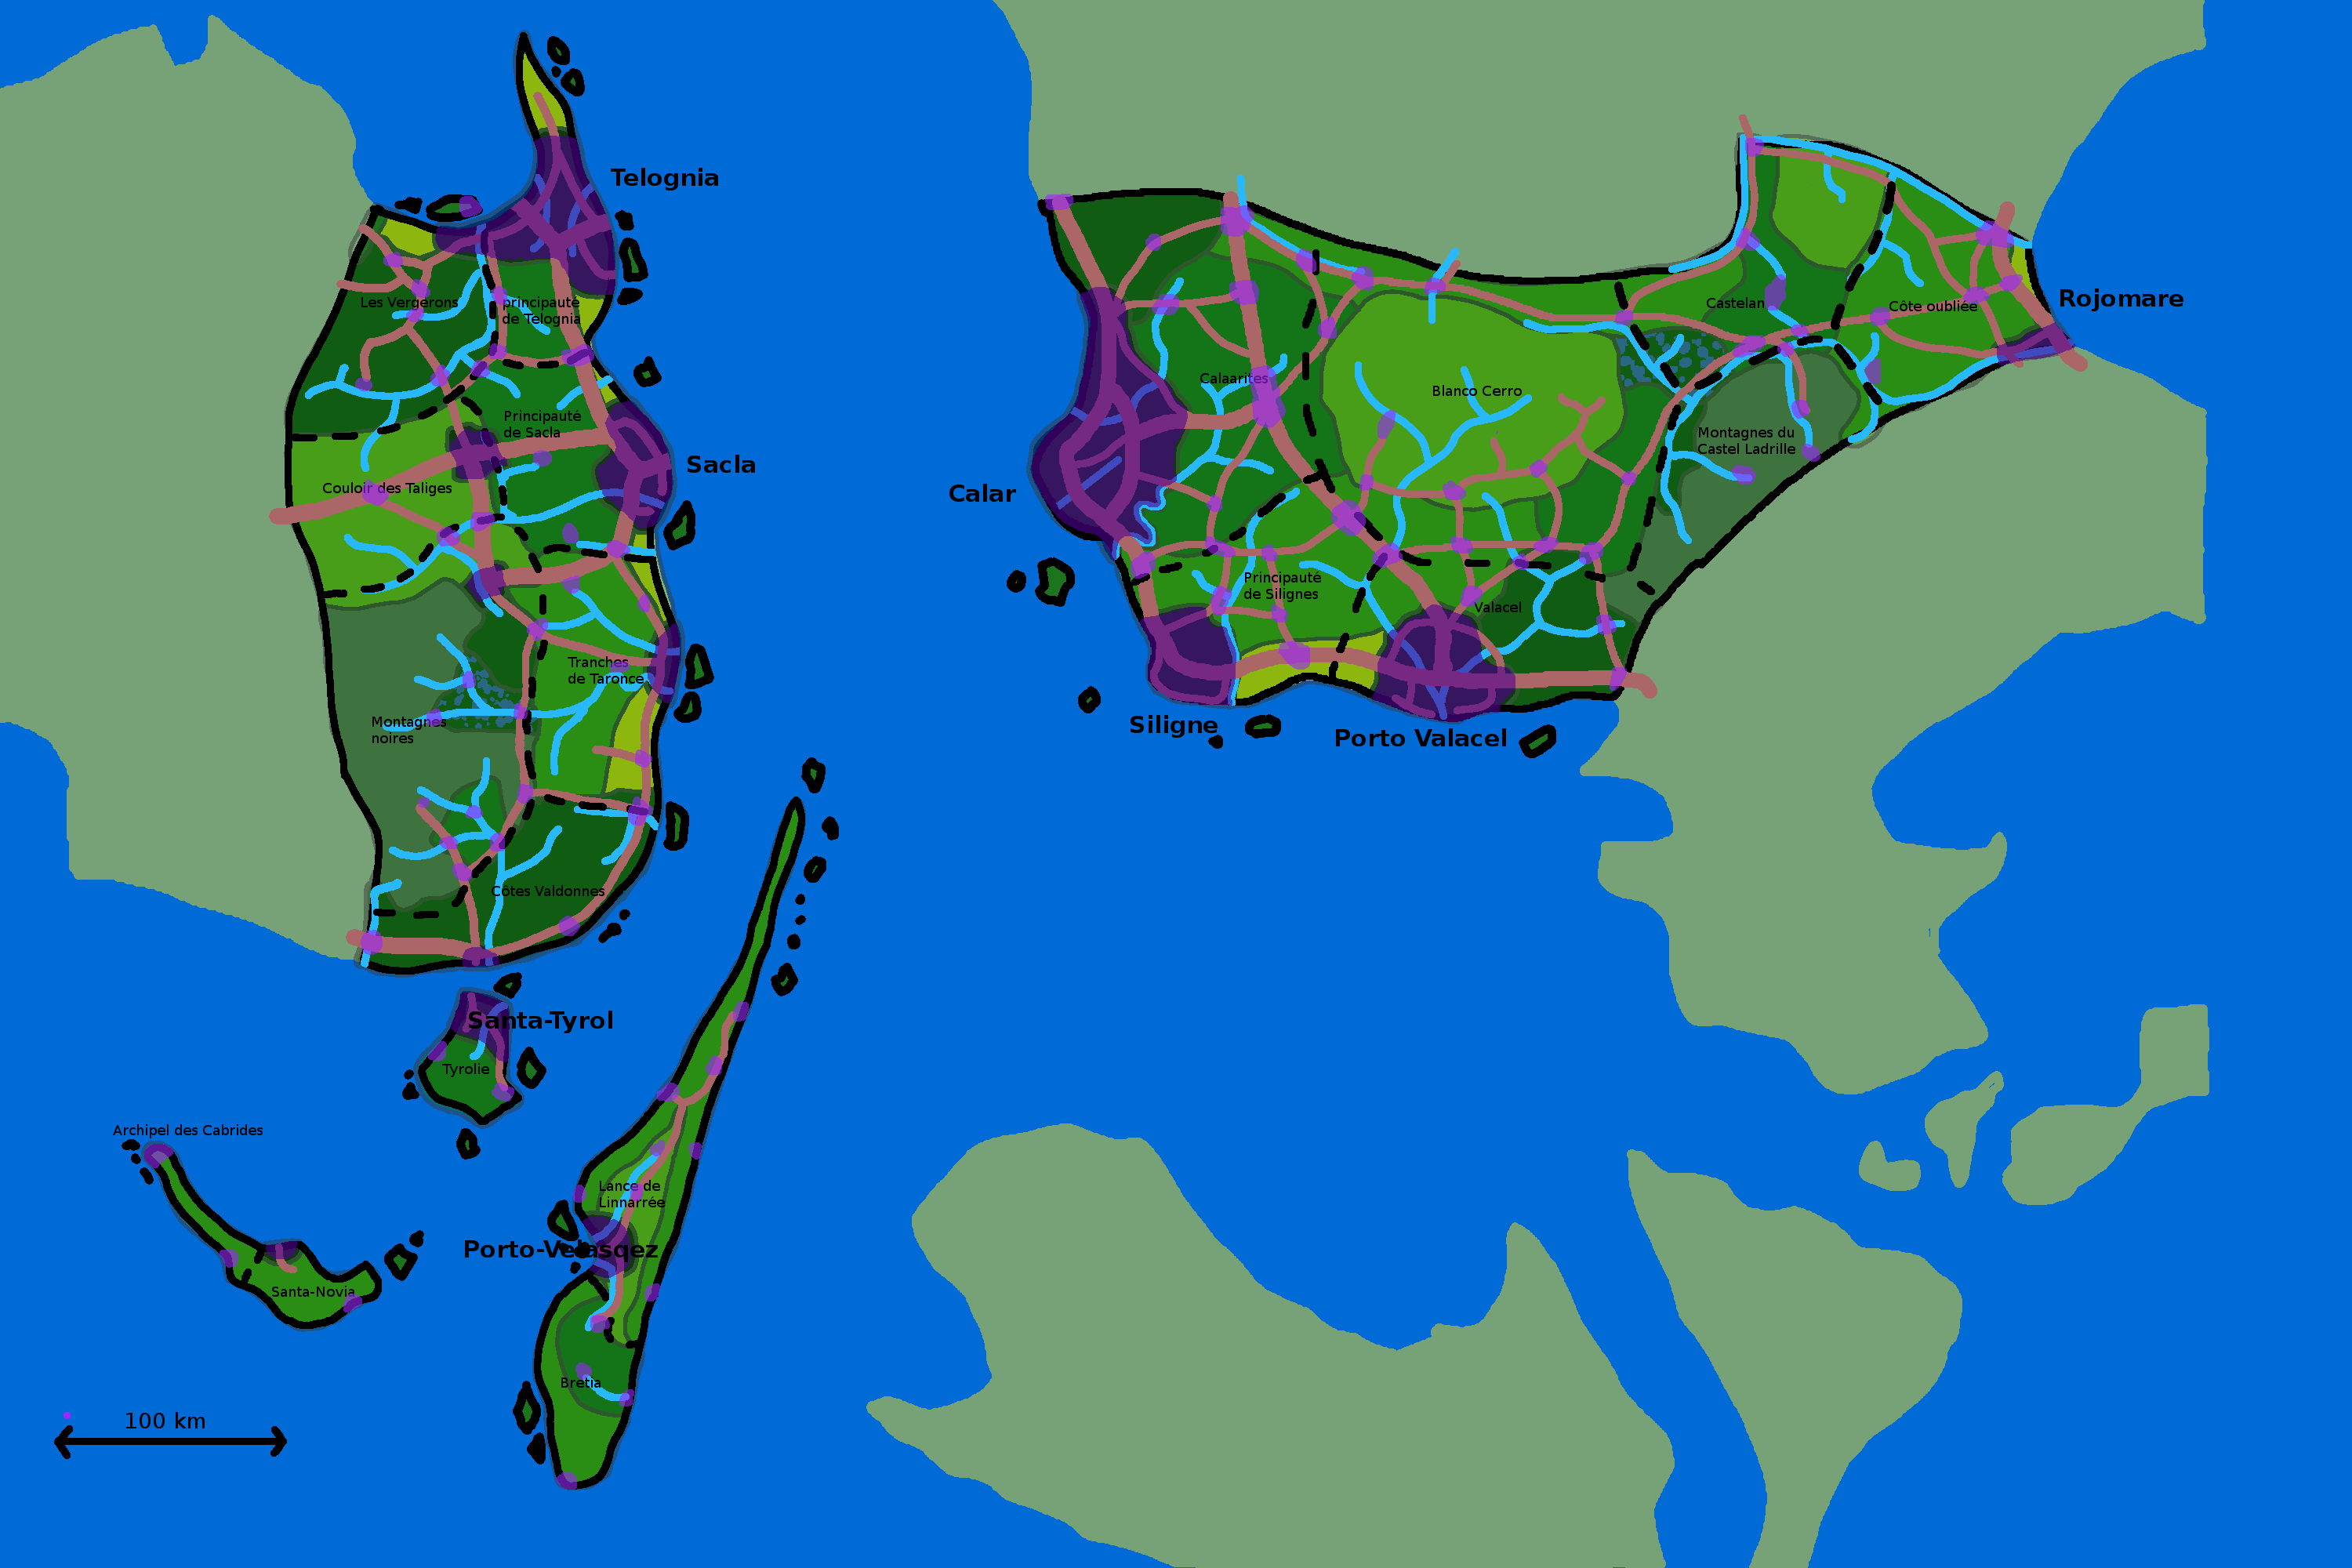 Telognia
Les Vergerons
principauté
de Telognia
Principauté
de Sacla
Sacla
Couloir des Taliges
Tranches
de Taronce
Montagnes
noires
Côtes Valdonnes
Santa-Tyrol
Tyrolie
Archipel des Cabrides
Santa-Novia
Lance de
Linnarrée
Porto-Velasqez
Bretia
100 km
Calar
Calaarites
Blanco Cerro
Castelan
Côte oubliée
Rojomare
Montagnes du
Castel Ladrille
Principauté
de Silignes
Valacel
Siligne
Porto Valacel